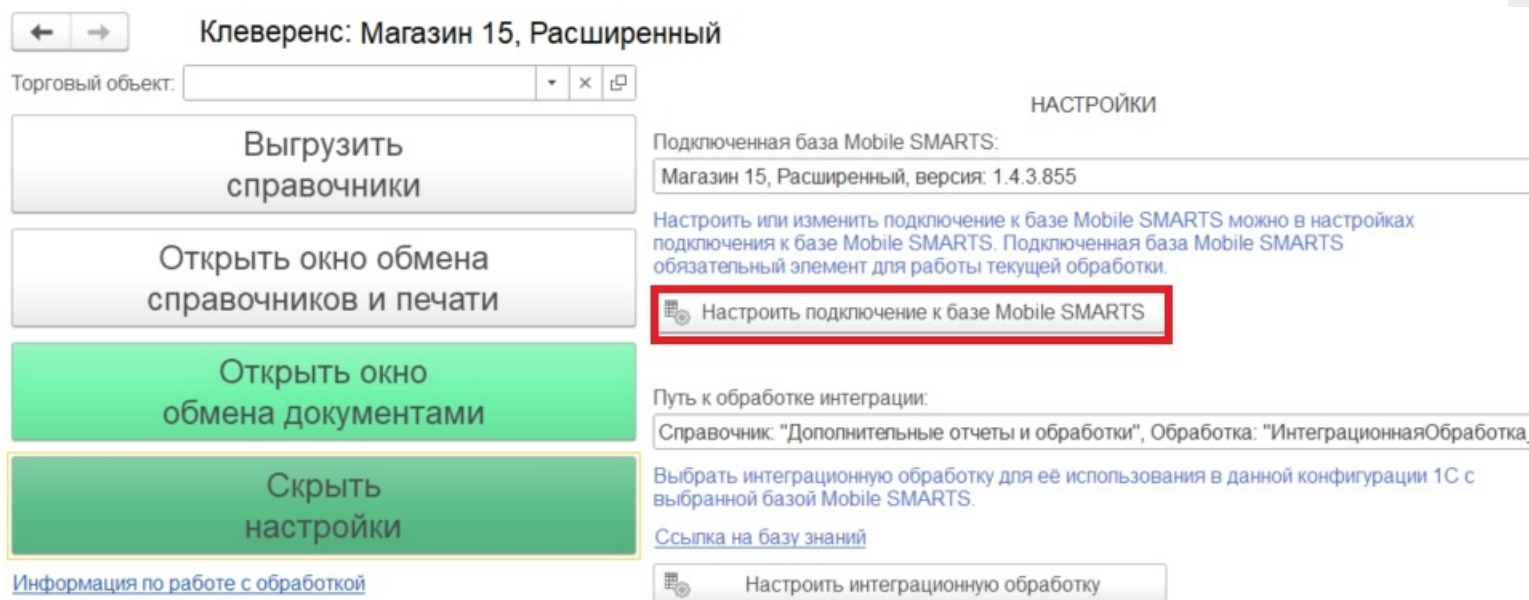 Клеверенс: Магазин 15, Расширенный
Торговый объект:
Выгрузить
справочники
Открыть окно обмена
справочников и печати
Открыть окно
обмена документами
Скрыть
настройки
Информация по работе с обработкой
НАСТРОЙКИ
Подключенная база Mobile SMARTS:
Магазин 15, Расширенный, версия: 1.4.3.855
Настроить или изменить подключение к базе Mobile SMARTS можно в настройках
подключения к базе Mobile SMARTS. Подключенная база Mobile SMARTS
обязательный элемент для работы текущей обработки.
Настроить подключение к базе Mobile SMARTS
Путь к обработке интеграции:
Справочник: "Дополнительные отчеты и обработки", Обработка: "ИнтеграционнаяОбработка_
Выбрать интеграционную обработку для её использования в данной конфигурации 1С с
выбранной базой Mobile SMARTS.
Ссылка на базу знаний
Настроить интеграционную обработку